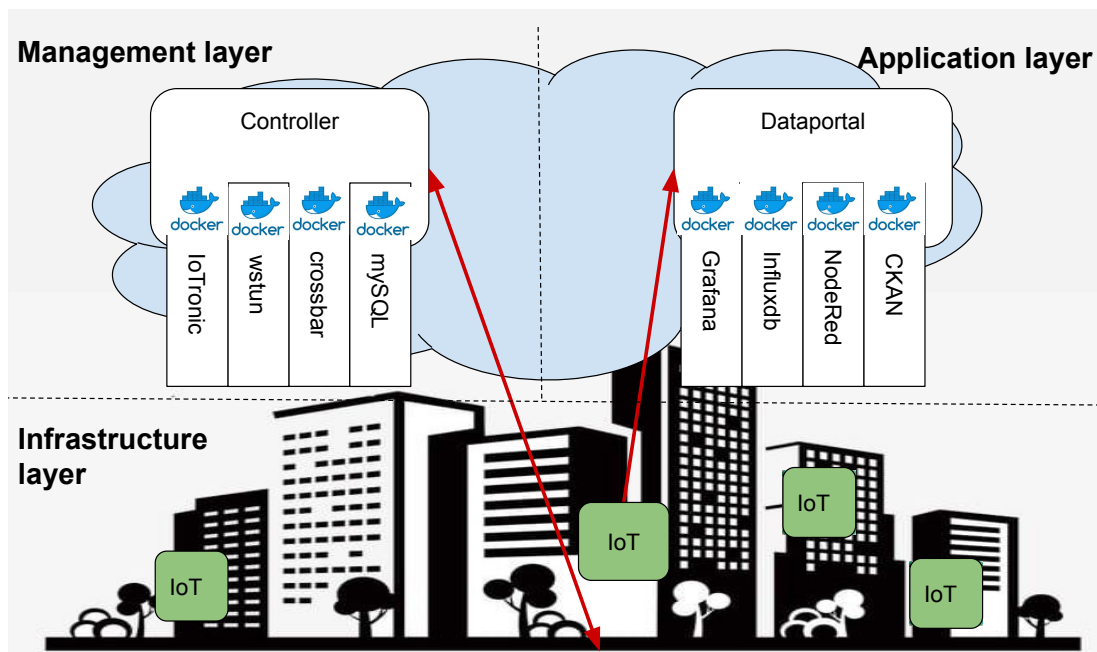 Management layer
Application layer
Controller
Dataportal
docker
docker
docker
docker
docker
docker
docker
docker
IoTronic
wstun
crossbar
mySQL
Grafana
Influxdb
NodeRed
CKAN
Infrastructure
layer
IoT
IoT
IoT
IoT